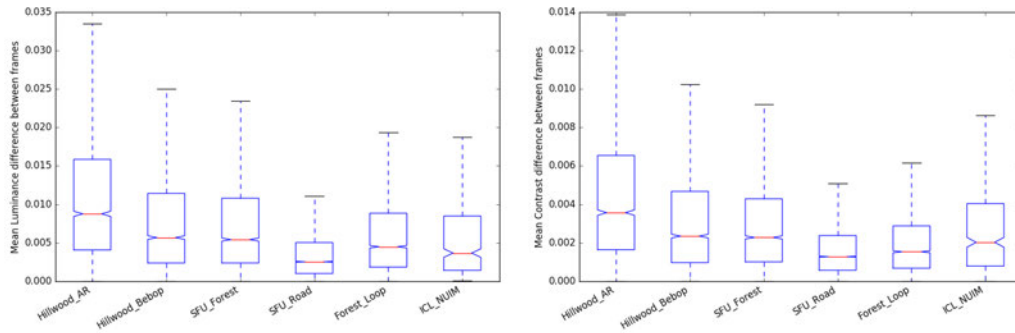 Mean Luminance difference between frames
0.035
0.030
0.025
0.020
0.015
0.010
0.005
0.000
Hillwood_AR
Hillwood_Bebop
SFU_Forest
SFU_Road
Forest_Loop
ICL_NUIM
Mean Contrast difference between frames
0.014
0.012
0.010
0.008
0.006
0.004
0.002
0.000
Hillwood_AR
Hillwood_Bebop
SFU_Forest
SFU_Road
Forest_Loop
ICL_NUIM